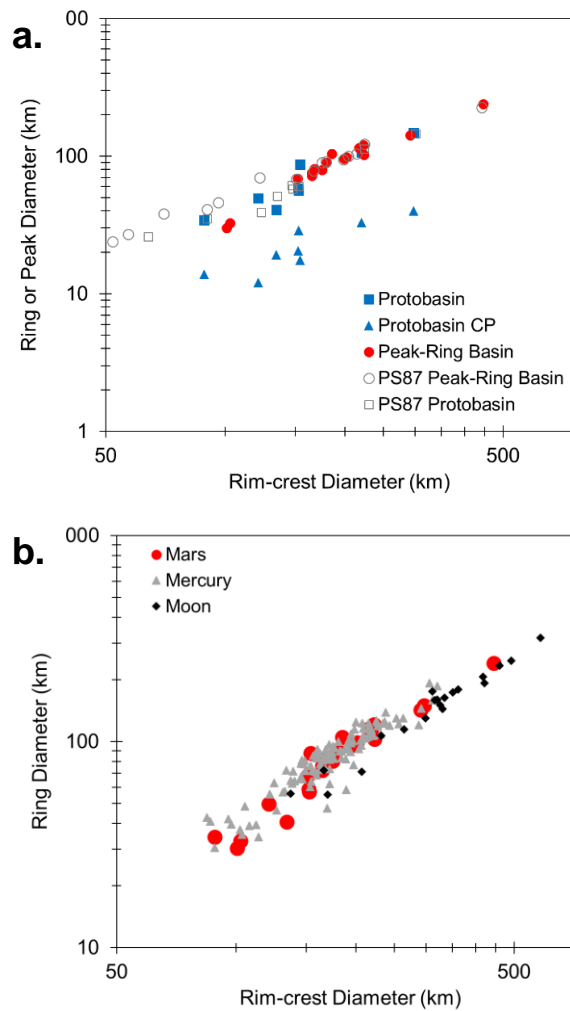 a.
00
100
10
1
Ring or Peak Diameter (km)
Protobasin
Protobasin CP
Peak-Ring Basin
PS87 Peak-Ring Basin
PS87 Protobasin
50
500
Rim-crest Diameter (km)
b.
000
100
10
Ring Diameter (km)
Mars
Mercury
Moon
50
500
Rim-crest Diameter (km)